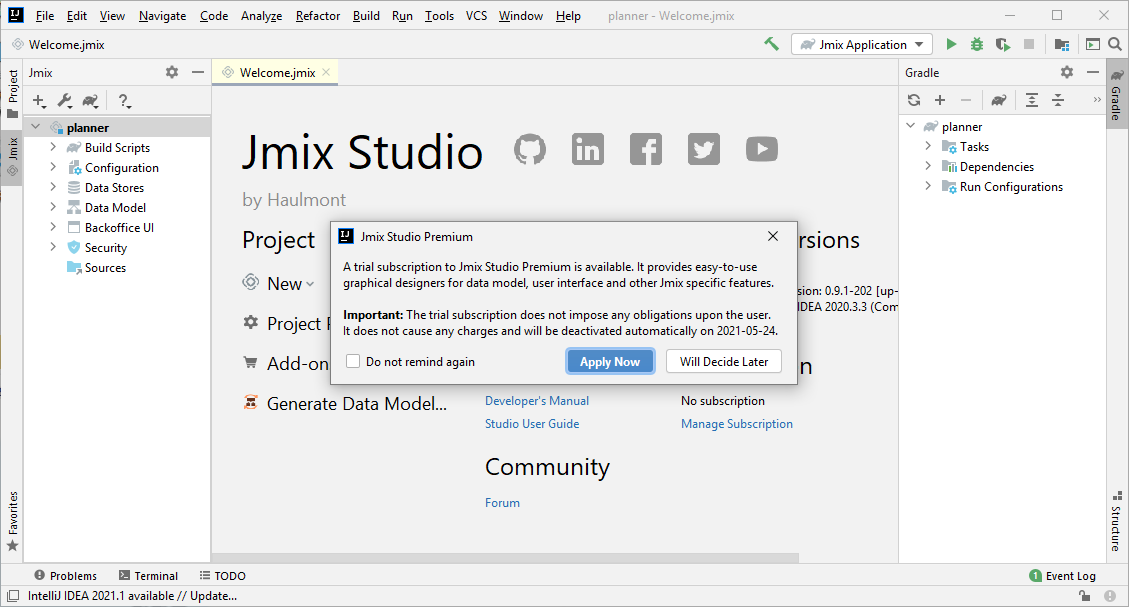 File Edit View Navigate Code Analyze Refactor Build Run Tools VCS Window Help planner - Welcome.jmix
Welcome.jmix
Jmix Application
Project
Jmix
Favorites
Jmix
planner
Build Scripts
Configuration
Data Stores
Data Model
Backoffice UI
Security
Sources
Welcome.jmix
Jmix Studio
by Haulmont
Project
New
Project
Add-on
Generate Data Model...
rsions
sion: 0.9.1-202 [up-
IDEA 2020.3.3 (Com
Jmix Studio Premium
A trial subscription to Jmix Studio Premium is available. It provides easy-to-use
graphical designers for data model, user interface and other Jmix specific features.
Important: The trial subscription does not impose any obligations upon the user.
It does not cause any charges and will be deactivated automatically on 2021-05-24.
Do not remind again
Apply Now
Will Decide Later
n
Developer's Manual
Studio User Guide
No subscription
Manage Subscription
Community
Forum
Gradle
planner
Tasks
Dependencies
Run Configurations
Gradle
Structure
Problems Terminal TODO
1 Event Log
IntelliJ IDEA 2021.1 available // Update...